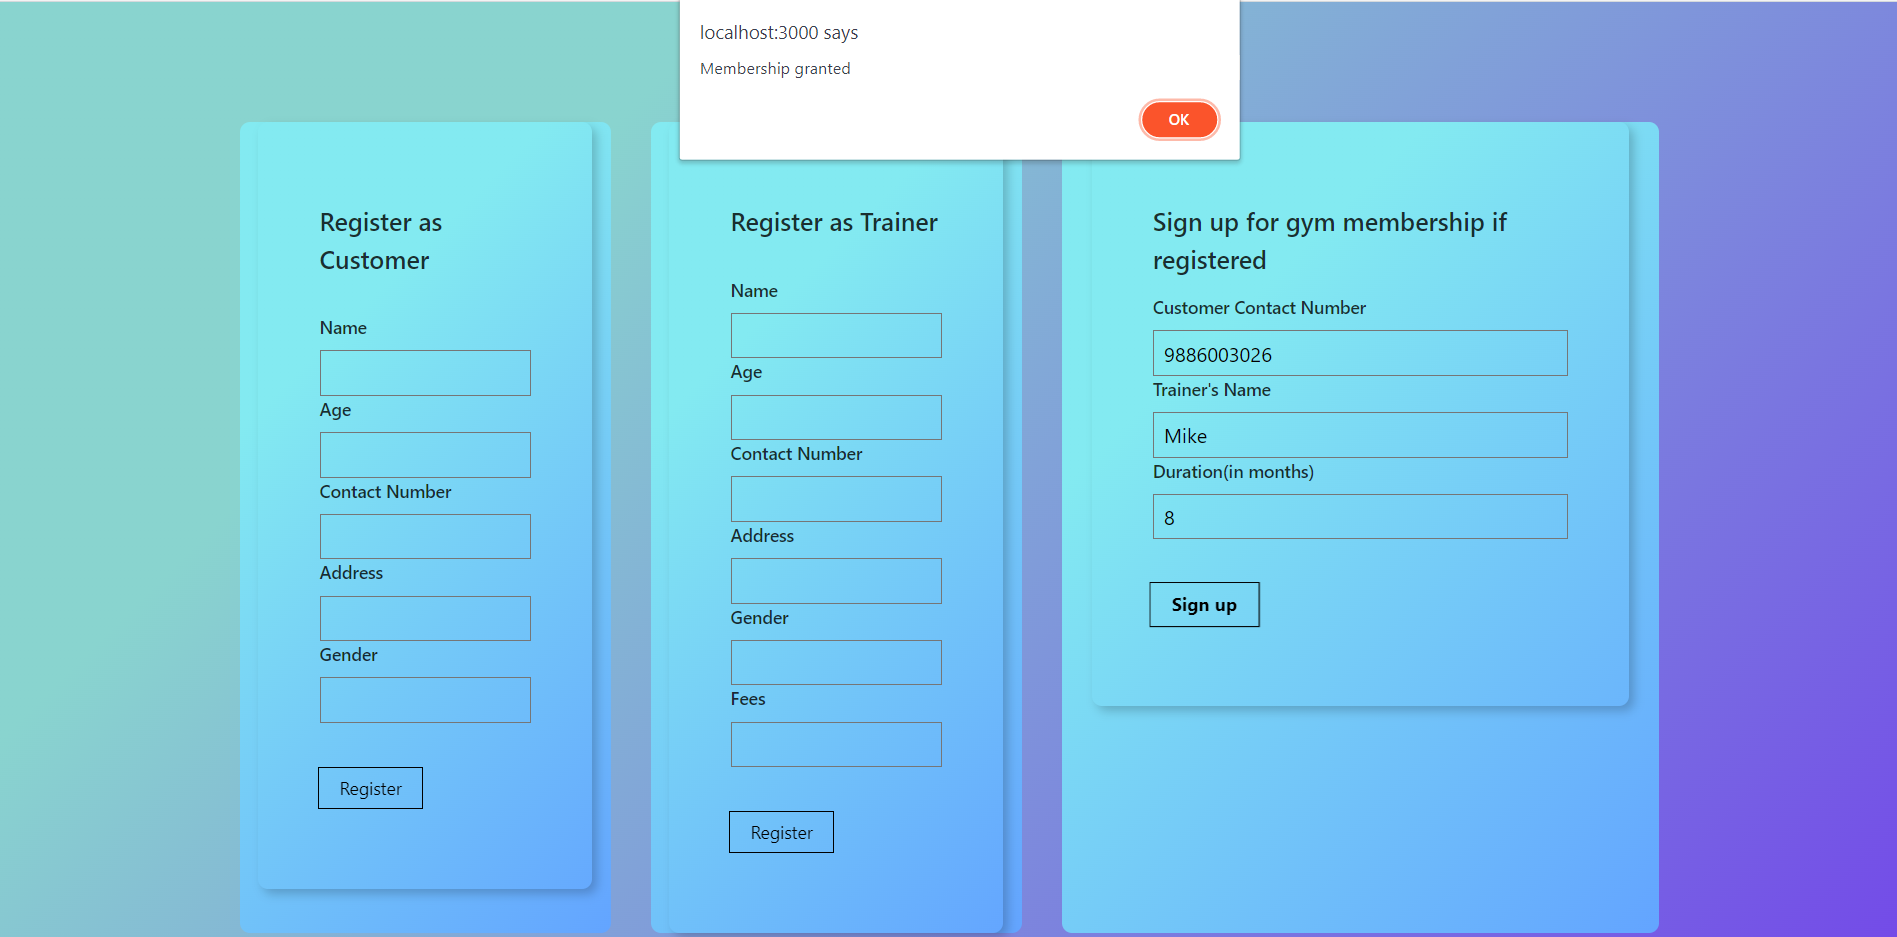 localhost:3000 says
Membership granted
OK
Register as
Customer
Name
Age
Contact Number
Address
Gender
Register
Register as Trainer
Name
Age
Contact Number
Address
Gender
Fees
Register
Sign up for gym membership if
registered
Customer Contact Number
9886003026
Trainer's Name
Mike
Duration(in months)
8
Sign up